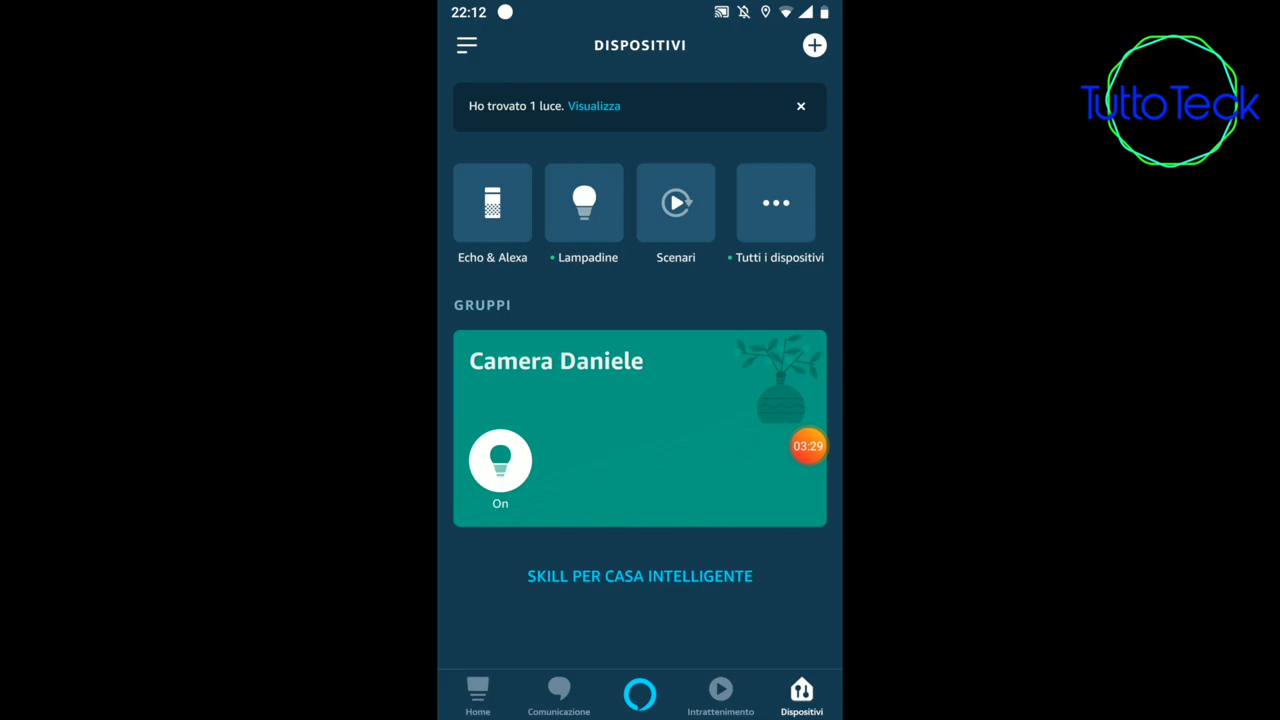 22:12
DISPOSITIVI
TuttoTeck
Ho trovato 1 luce. Visualizza
Echo & Alexa
Lampadine
Scenari
Tutti i dispositivi
GRUPPI
Camera Daniele
03:29
On
SKILL PER CASA INTELLIGENTE
Home
Comunicazione
Intrattenimento
Dispositivi